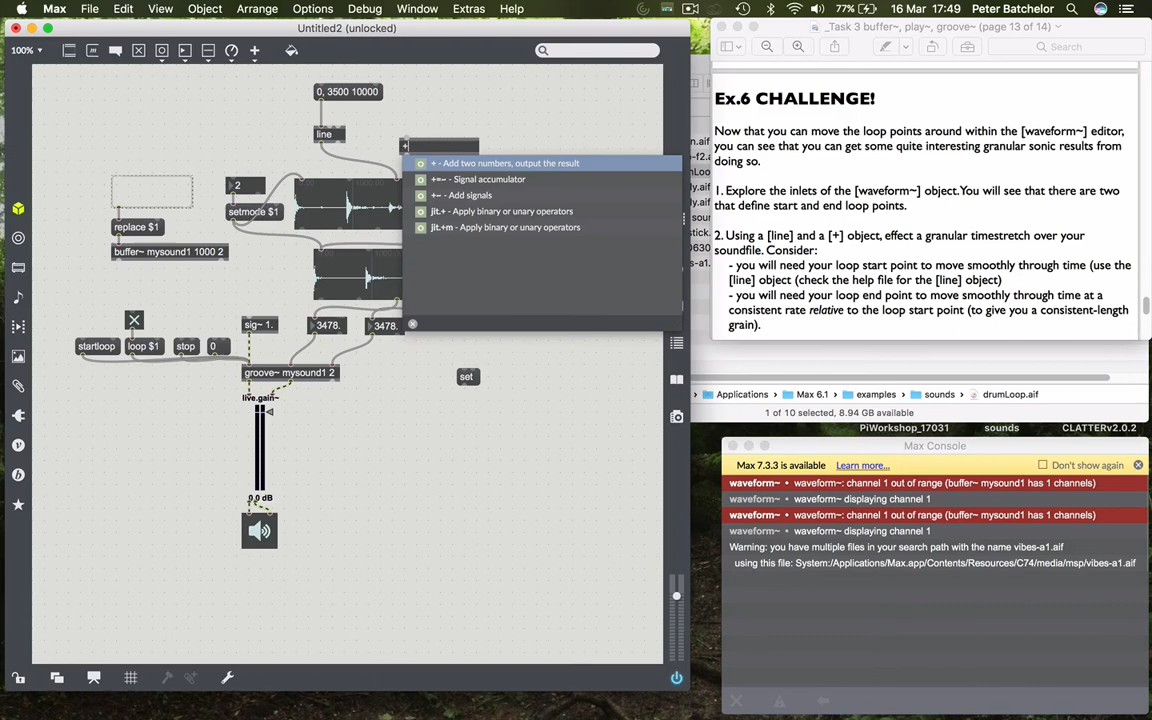 Max File Edit View Object Arrange Options Debug Window Extras Help
77% 16 Mar 17:49 Peter Batchelor
Untitled2 (unlocked)
100%
_Task 3 buffer~, play~, groove~ (page 13 of 14)
Search
0, 3500 10000
line
+
+ - Add two numbers, output the result
+=~ - Signal accumulator
+~ - Add signals
jit.+ - Apply binary or unary operators
jit.+m - Apply binary or unary operators
2
setmode $1
replace $1
buffer~ mysound1 1000 2
startloop
loop $1
stop
0
sig~ 1.
3478.
3478.
groove~ mysound1 2
set
live.gain~
0.0 dB
Ex.6 CHALLENGE!
Now that you can move the loop points around within the [waveform~] editor,
you can see that you can get some quite interesting granular sonic results from
doing so.
1. Explore the inlets of the [waveform~] object. You will see that there are two
that define start and end loop points.
2. Using a [line] and a [+] object, effect a granular timestretch over your
soundfile. Consider:
- you will need your loop start point to move smoothly through time (use the
[line] object (check the help file for the [line] object)
- you will need your loop end point to move smoothly through time at a
consistent rate relative to the loop start point (to give you a consistent-length
grain).
Applications Max 6.1 examples sounds drumLoop.aif
1 of 10 selected, 8.94 GB available
PiWorkshop_17031 sounds CLATTERv2.0.2
Max Console
Max 7.3.3 is available Learn more... Don't show again
waveform~ • waveform~: channel 1 out of range (buffer~ mysound1 has 1 channels)
waveform~ • waveform~ displaying channel 1
waveform~ • waveform~: channel 1 out of range (buffer~ mysound1 has 1 channels)
waveform~ • waveform~ displaying channel 1
Warning: you have multiple files in your search path with the name vibes-a1.aif
using this file: System:/Applications/Max.app/Contents/Resources/C74/media/msp/vibes-a1.aif